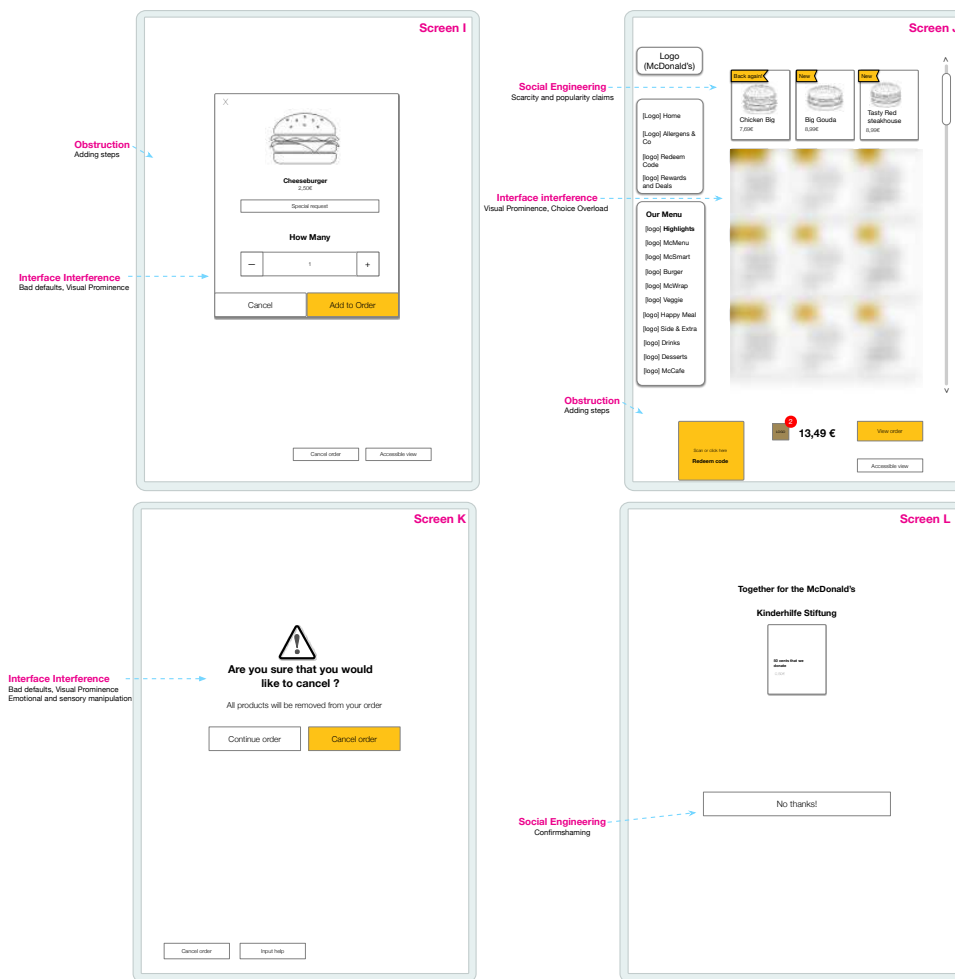 Screen I
Obstruction
Adding steps
X
Cheeseburger
2,50€
Special request
How Many
—
1
+
Interface Interference
Bad defaults, Visual Prominence
Cancel
Add to Order
Cancel order
Accessible view
Screen J
Logo
(McDonald's)
Social Engineering
Scarcity and popularity claims
Back again!
New
New
Chicken Big
7,69€
Big Gouda
8,99€
Tasty Red
steakhouse
8,99€
[Logo] Home
[Logo] Allergens &
Co
[logo] Redeem
Code
[logo] Rewards
and Deals
Interface interference
Visual Prominence, Choice Overload
Our Menu
[logo] Highlights
[logo] McMenu
[logo] McSmart
[logo] Burger
[logo] McWrap
[logo] Veggie
[logo] Happy Meal
[logo] Side & Extra
[logo] Drinks
[logo] Desserts
[logo] McCafe
Obstruction
Adding steps
Scan or click here
Redeem code
2
13,49 €
View order
Accessible view
Screen K
Are you sure that you would
like to cancel ?
Interface Interference
Bad defaults, Visual Prominence
Emotional and sensory manipulation
All products will be removed from your order
Continue order
Cancel order
Cancel order
Input help
Screen L
Together for the McDonald's
Kinderhilfe Stiftung
donate
No thanks!
Social Engineering
Confirmshaming